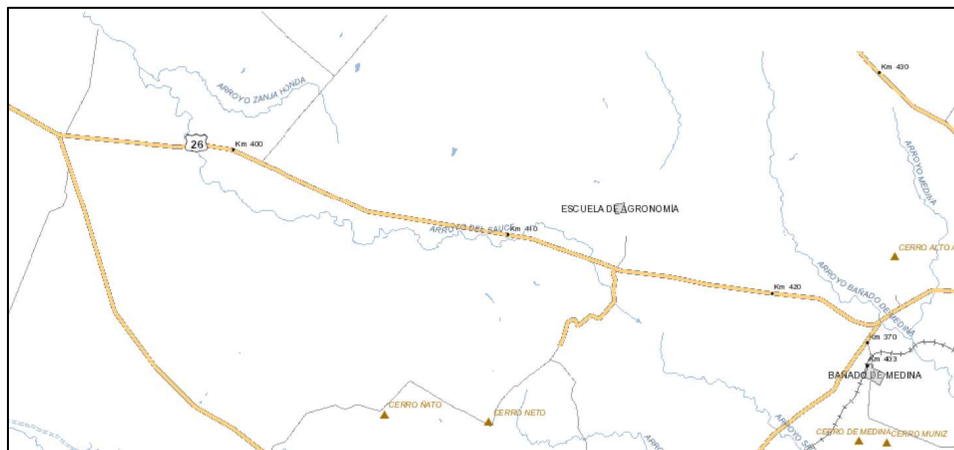 Km 430
ARROYO ZANJA HONDA
26
Km 400
ARROYO MEDINA
ESCUELA DE AGRONOMÍA
ARROYO DEL SAUCE
Km 410
CERRO ALTO A
ARROYO BAÑADO DE MEDINA
Km 420
Km 370
Km 403
BAÑADO DE MEDINA
CERRO ÑATO
CERRO NETO
CERRO DE MEDINA
CERRO MUNIZ
ARROYO
ARROYO